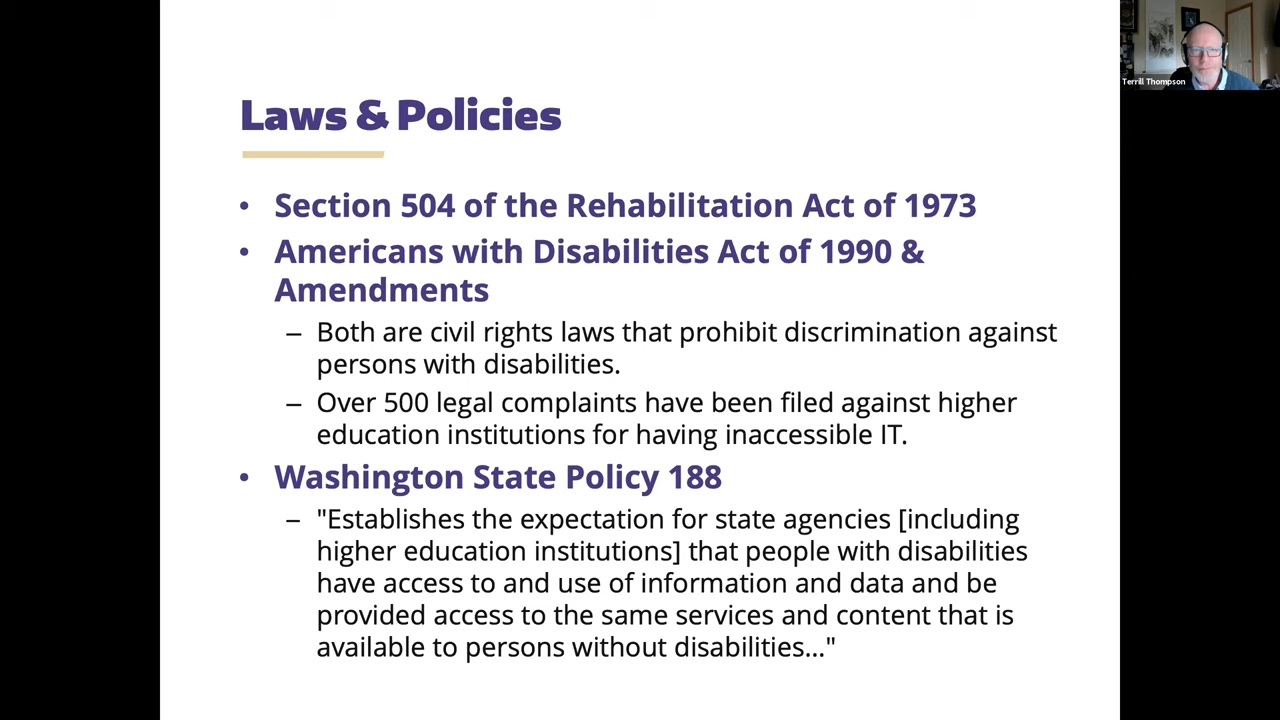 Laws & Policies
• Section 504 of the Rehabilitation Act of 1973
• Americans with Disabilities Act of 1990 &
Amendments
– Both are civil rights laws that prohibit discrimination against
persons with disabilities.
– Over 500 legal complaints have been filed against higher
education institutions for having inaccessible IT.
• Washington State Policy 188
– "Establishes the expectation for state agencies [including
higher education institutions] that people with disabilities
have access to and use of information and data and be
provided access to the same services and content that is
available to persons without disabilities..."
Terrill Thompson